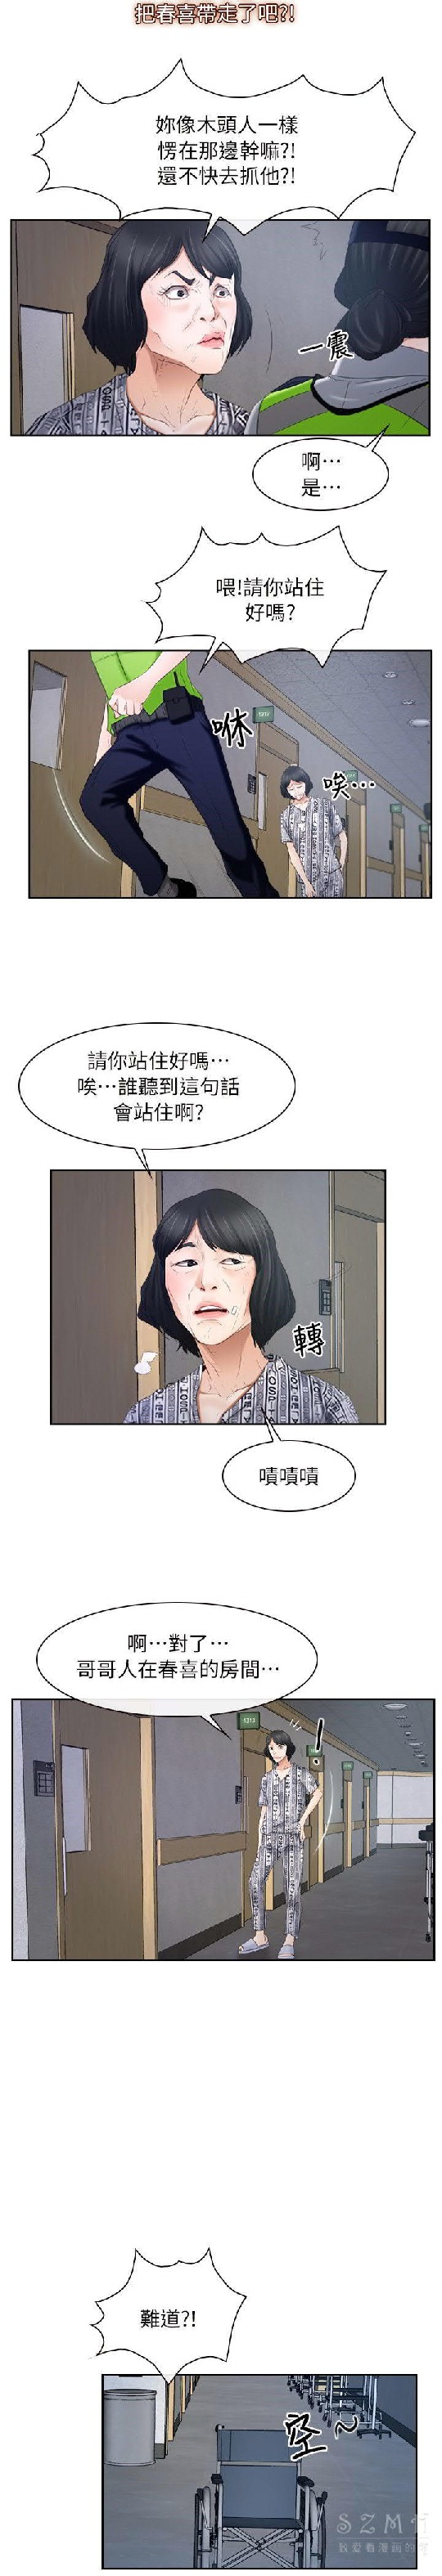 把春喜帶走了吧?!
妳像木頭人一樣
愣在那邊幹嘛?!
還不快去抓他?!
一震
啊…
是…
喂!請你站住
好嗎?
咻
唉…
請你站住好嗎…
唉…誰聽到這句話
會站住啊?
轉
嘖嘖嘖
啊…對了…
哥哥人在春喜的房間…
1213
!
難道?!
空~